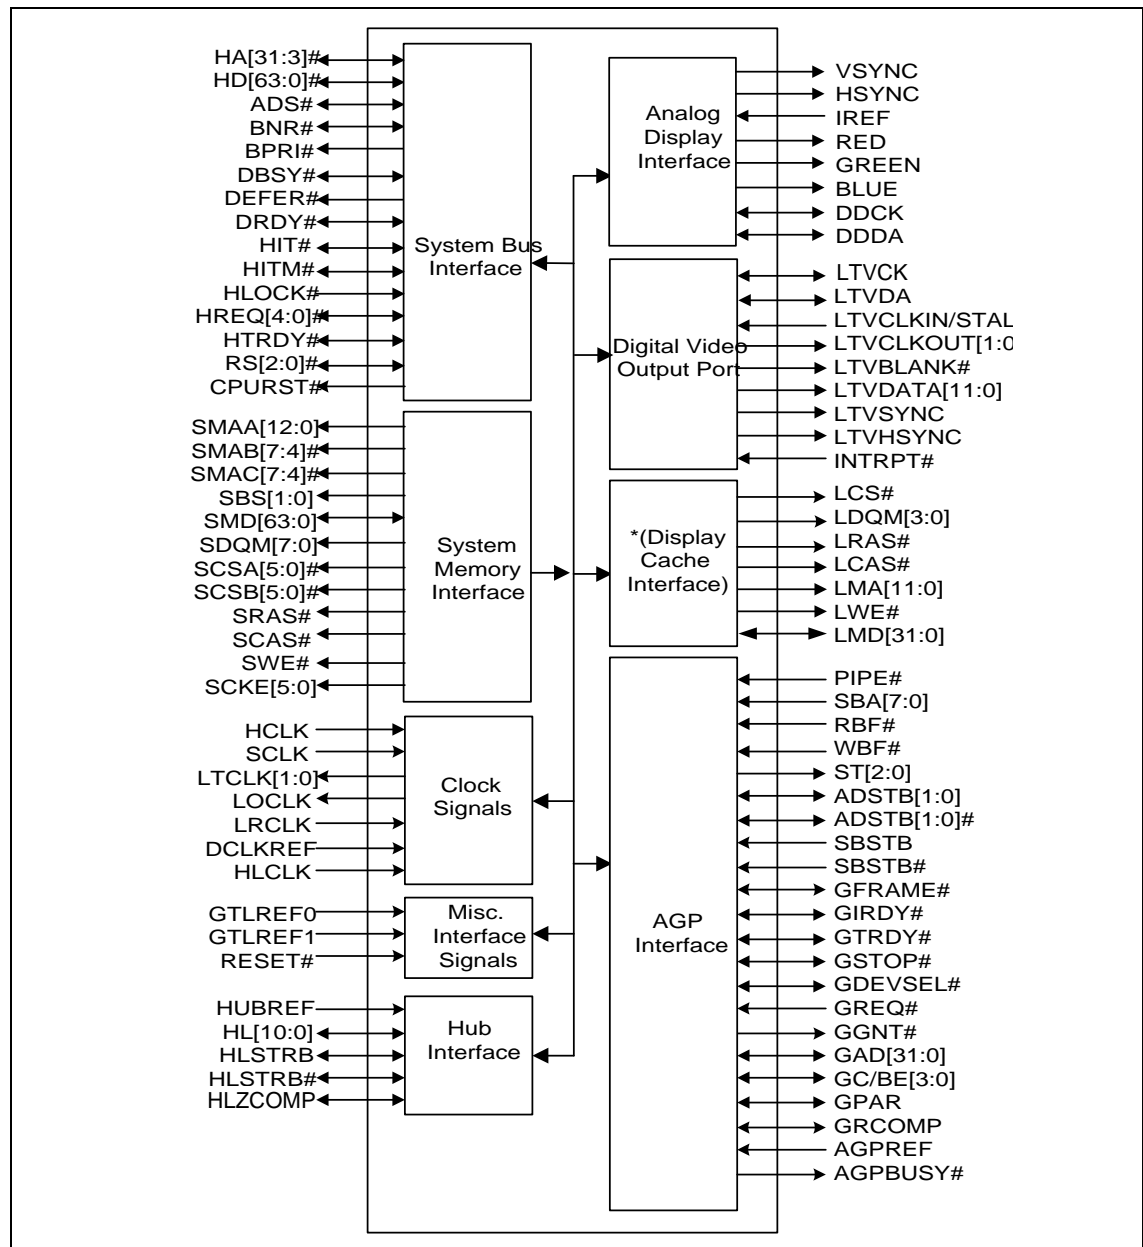 HA[31:3]#
HD[63:0]#
ADS#
BNR#
BPRI#
DBSY#
DEFER#
DRDY#
HIT#
HITM#
HLOCK#
HREQ[4:0]#
HTRDY#
RS[2:0]#
CPURST#
System Bus
Interface
SMAA[12:0]
SMAB[7:4]#
SMAC[7:4]#
SBS[1:0]
SMD[63:0]
SDQM[7:0]
SCSA[5:0]#
SCSB[5:0]#
SRAS#
SCAS#
SWE#
SCKE[5:0]
System
Memory
Interface
HCLK
SCLK
LTCLK[1:0]
LOCLK
LRCLK
DCLKREF
HLCLK
Clock
Signals
GTLREF0
GTLREF1
RESET#
Misc.
Interface
Signals
HUBREF
HL[10:0]
HLSTRB
HLSTRB#
HLZCOMP
Hub
Interface
Analog
Display
Interface
VSYNC
HSYNC
IREF
RED
GREEN
BLUE
DDCK
DDDA
Digital Video
Output Port
LTVCK
LTVDA
LTVCLKIN/STAL
LTVCLKOUT[1:0
LTVBLANK#
LTVDATA[11:0]
LTVSYNC
LTVHSYNC
INTRPT#
*(Display
Cache
Interface)
LCS#
LDQM[3:0]
LRAS#
LCAS#
LMA[11:0]
LWE#
LMD[31:0]
AGP
Interface
PIPE#
SBA[7:0]
RBF#
WBF#
ST[2:0]
ADSTB[1:0]
ADSTB[1:0]#
SBSTB
SBSTB#
GFRAME#
GIRDY#
GTRDY#
GSTOP#
GDEVSEL#
GREQ#
GGNT#
GAD[31:0]
GC/BE[3:0]
GPAR
GRCOMP
AGPREF
AGPBUSY#